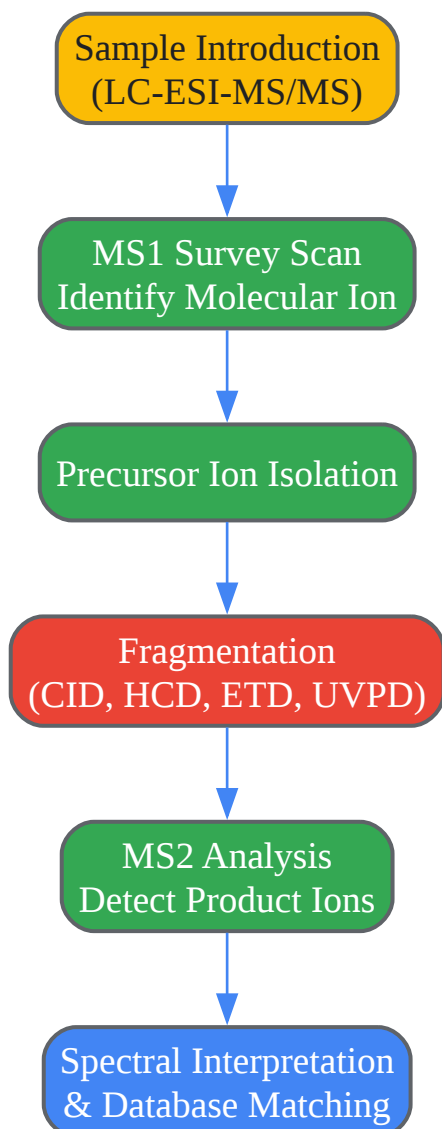 Sample Introduction
(LC-ESI-MS/MS)
MS1 Survey Scan
Identify Molecular Ion
Precursor Ion Isolation
Fragmentation
(CID, HCD, ETD, UVPD)
MS2 Analysis
Detect Product Ions
Spectral Interpretation
& Database Matching